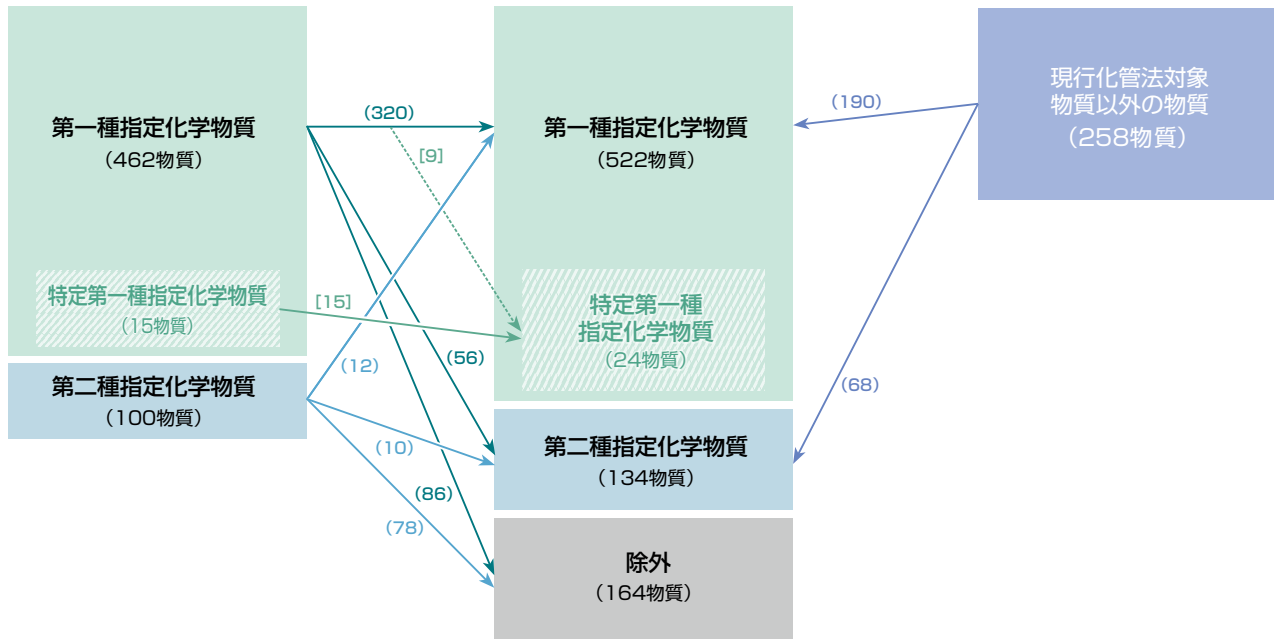 第一種指定化学物質
（462物質）
特定第一種指定化学物質
（15物質）
第二種指定化学物質
（100物質）
（320）
[9]
[15]
（12）
（56）
（10）
（86）
（78）
第一種指定化学物質
（522物質）
特定第一種
指定化学物質
（24物質）
第二種指定化学物質
（134物質）
除外
（164物質）
（190）
（68）
現行化管法対象
物質以外の物質
（258物質）